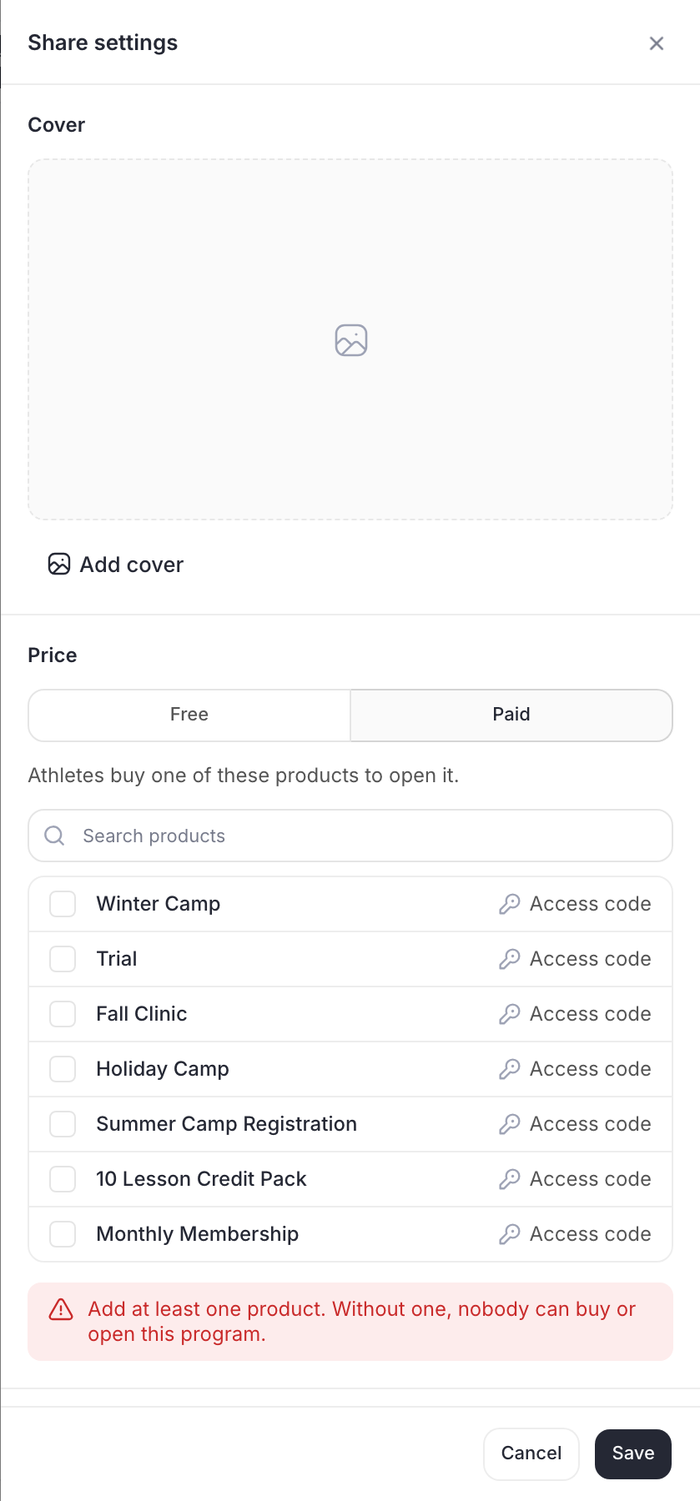 Share settings
Cover
Add cover
Price
Free
Paid
Athletes buy one of these products to open it.
Search products
Winter Camp
Access code
Trial
Access code
Fall Clinic
Access code
Holiday Camp
Access code
Summer Camp Registration
Access code
10 Lesson Credit Pack
Access code
Monthly Membership
Access code
Add at least one product. Without one, nobody can buy or
open this program.
Cancel
Save